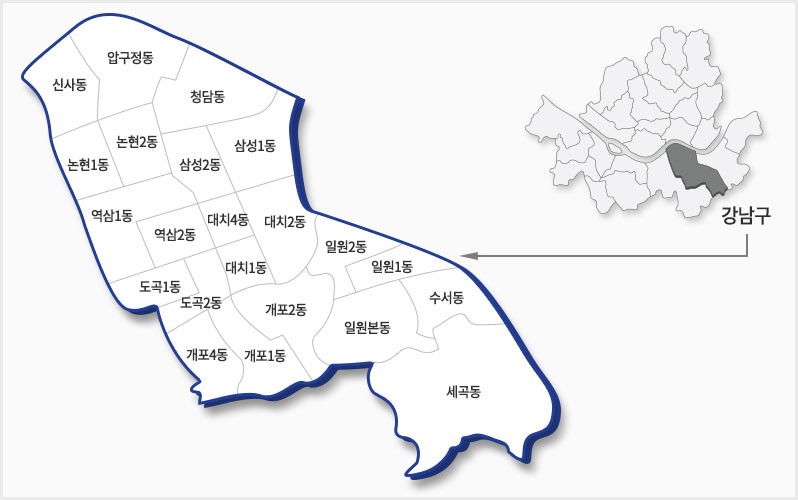 압구정동
신사동
청담동
논현2동
삼성1동
논현1동
삼성2동
역삼1동
대치4동
대치2동
역삼2동
일원2동
대치1동
일원1동
도곡1동
수서동
도곡2동
개포2동
일원본동
개포4동
개포1동
세곡동
강남구